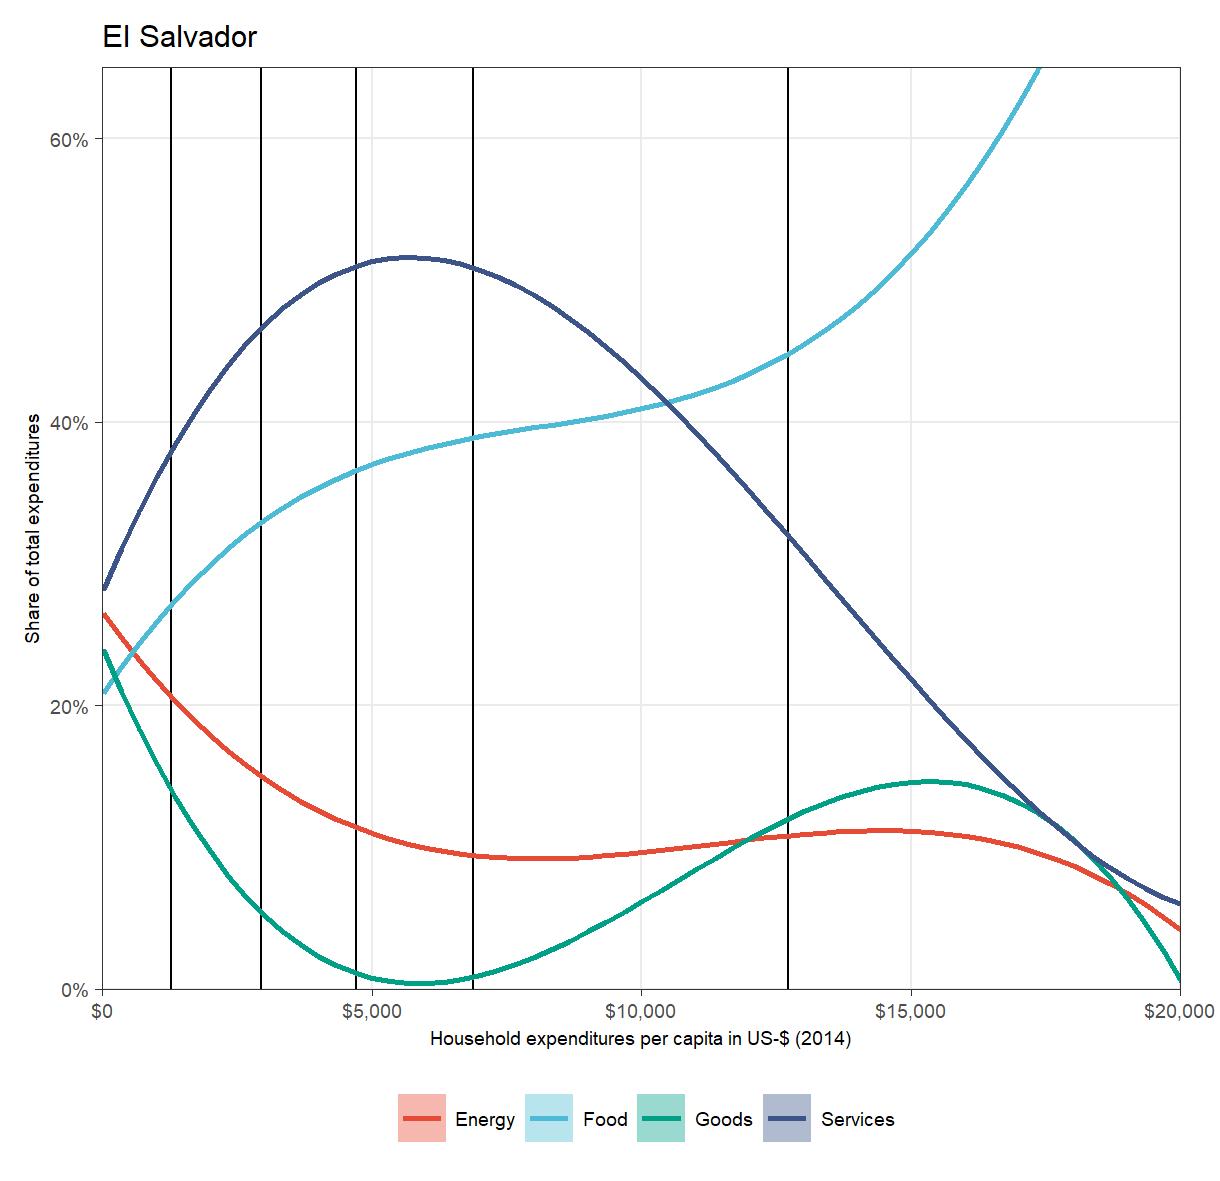 El Salvador
60%
40%
20%
0%
Share of total expenditures
$0 $5,000 $10,000 $15,000 $20,000
Household expenditures per capita in US-$ (2014)
Energy Food Goods Services